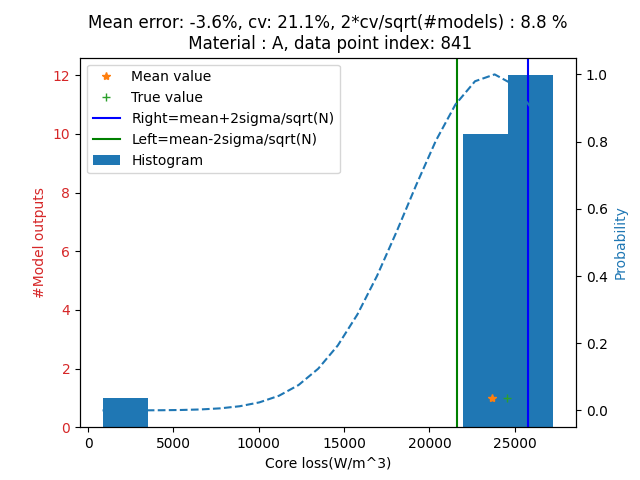 Mean error: -3.6%, cv: 21.1%, 2*cv/sqrt(#models) : 8.8 %
Material : A, data point index: 841
Mean value
True value
Right=mean+2sigma/sqrt(N)
Left=mean-2sigma/sqrt(N)
Histogram
12
10
8
6
4
2
0
#Model outputs
1.0
0.8
0.6
0.4
0.2
0.0
Probability
0 5000 10000 15000 20000 25000
Core loss(W/m^3)